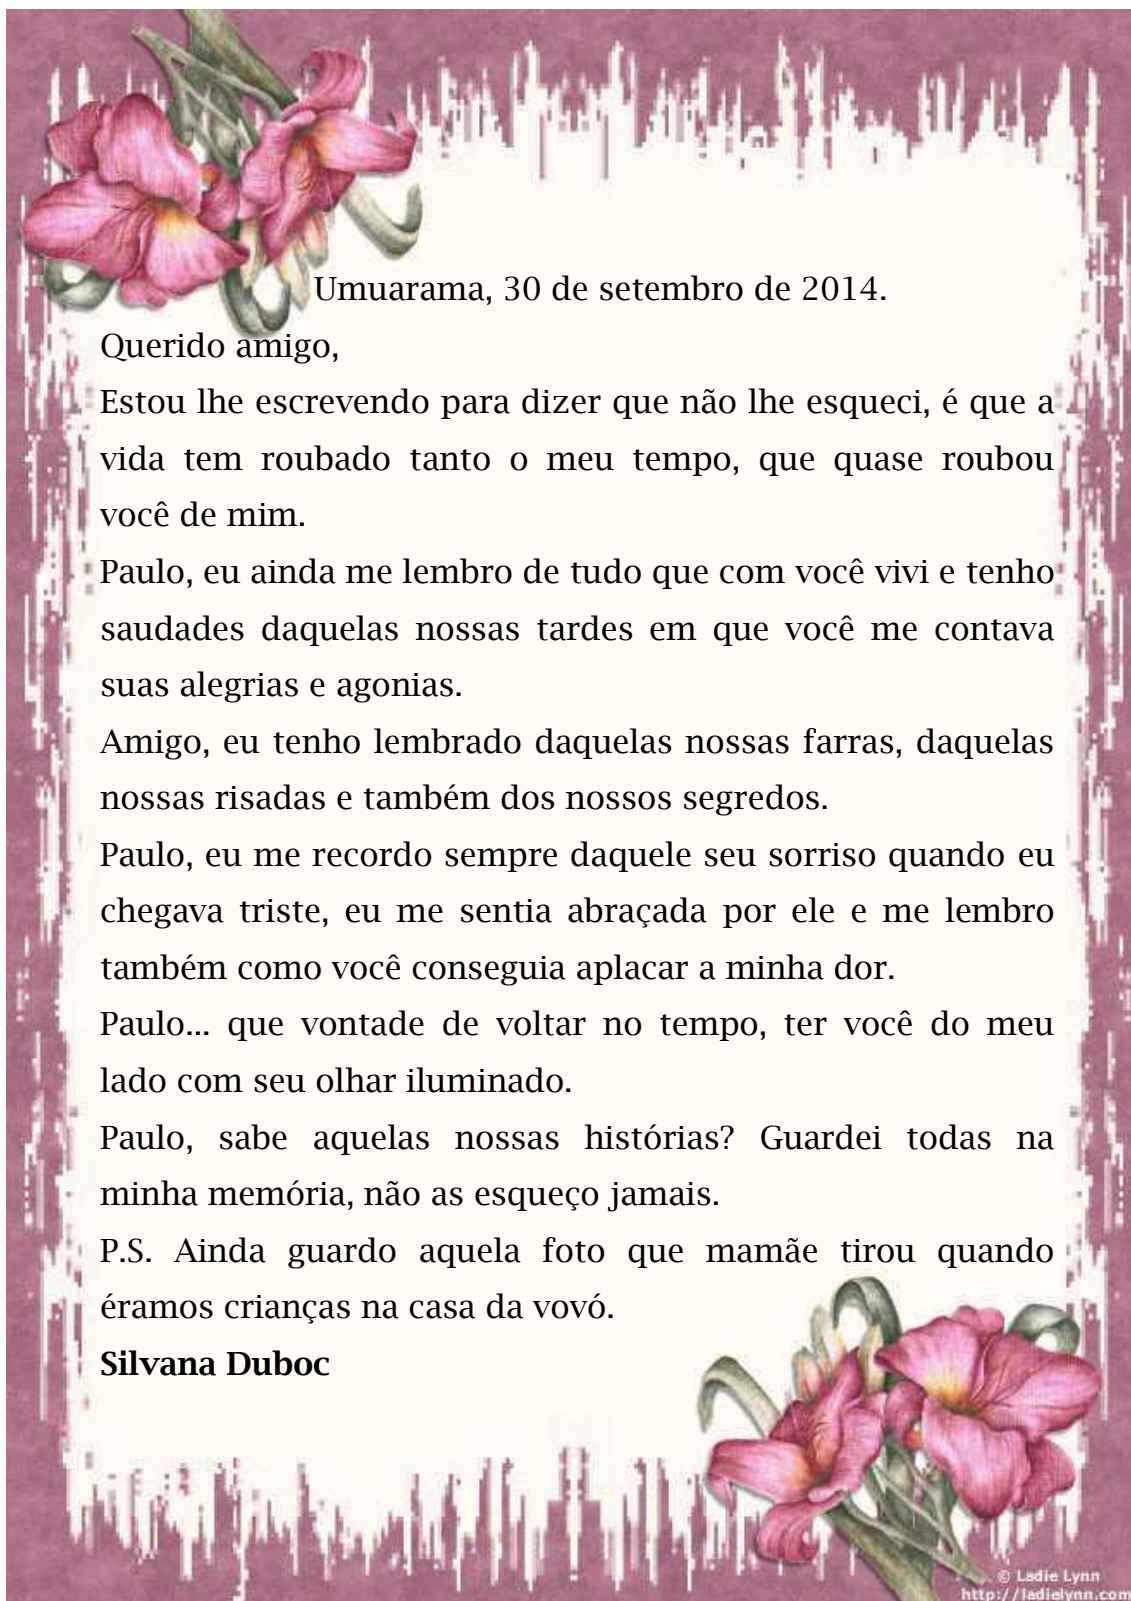 Umuarama, 30 de setembro de 2014.
Querido amigo,
Estou lhe escrevendo para dizer que não lhe esqueci, é que a
vida tem roubado tanto o meu tempo, que quase roubou
você de mim.
Paulo, eu ainda me lembro de tudo que com você vivi e tenho
saudades daquelas nossas tardes em que você me contava
suas alegrias e agonias.
Amigo, eu tenho lembrado daquelas nossas farras, daquelas
nossas risadas e também dos nossos segredos.
Paulo, eu me recordo sempre daquele seu sorriso quando eu
chegava triste, eu me sentia abraçada por ele e me lembro
também como você conseguia aplacar a minha dor.
Paulo... que vontade de voltar no tempo, ter você do meu
lado com seu olhar iluminado.
Paulo, sabe aquelas nossas histórias? Guardei todas na
minha memória, não as esqueço jamais.
P.S. Ainda guardo aquela foto que mamãe tirou quando
éramos crianças na casa da vovó.
Silvana Duboc
© Ladie Lynn
http://ladielynn.com